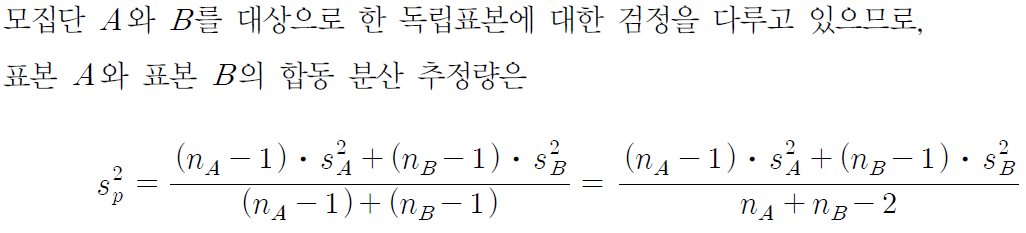 모집단 A와 B를 대상으로 한 독립표본에 대한 검정을 다루고 있으므로,
표본 A와 표본 B의 합동 분산 추정량은
s_p^2 = \frac{(n_A - 1) · s_A^2 + (n_B - 1) · s_B^2}{(n_A - 1) + (n_B - 1)} = \frac{(n_A - 1) · s_A^2 + (n_B - 1) · s_B^2}{n_A + n_B - 2}